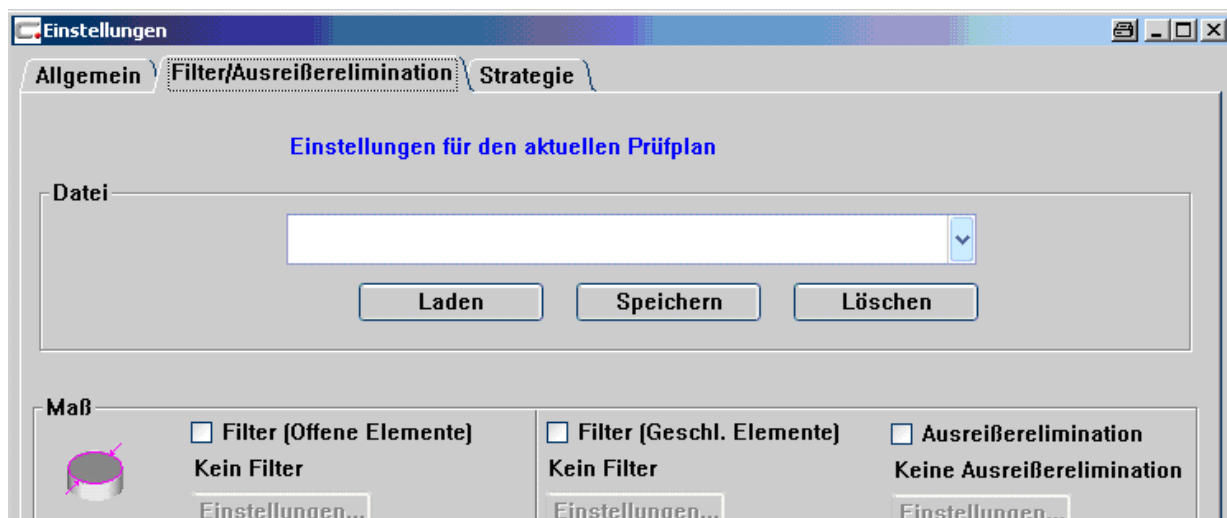 Einstellungen
Allgemein Filter/Ausreißerelimination Strategie
Einstellungen für den aktuellen Prüfplan
Datei
Laden Speichern Löschen
Maß
Filter (Offene Elemente) Filter (Geschl. Elemente) Ausreißerelimination
Kein Filter Kein Filter Keine Ausreißerelimination
Einstellungen... Einstellungen... Einstellungen...